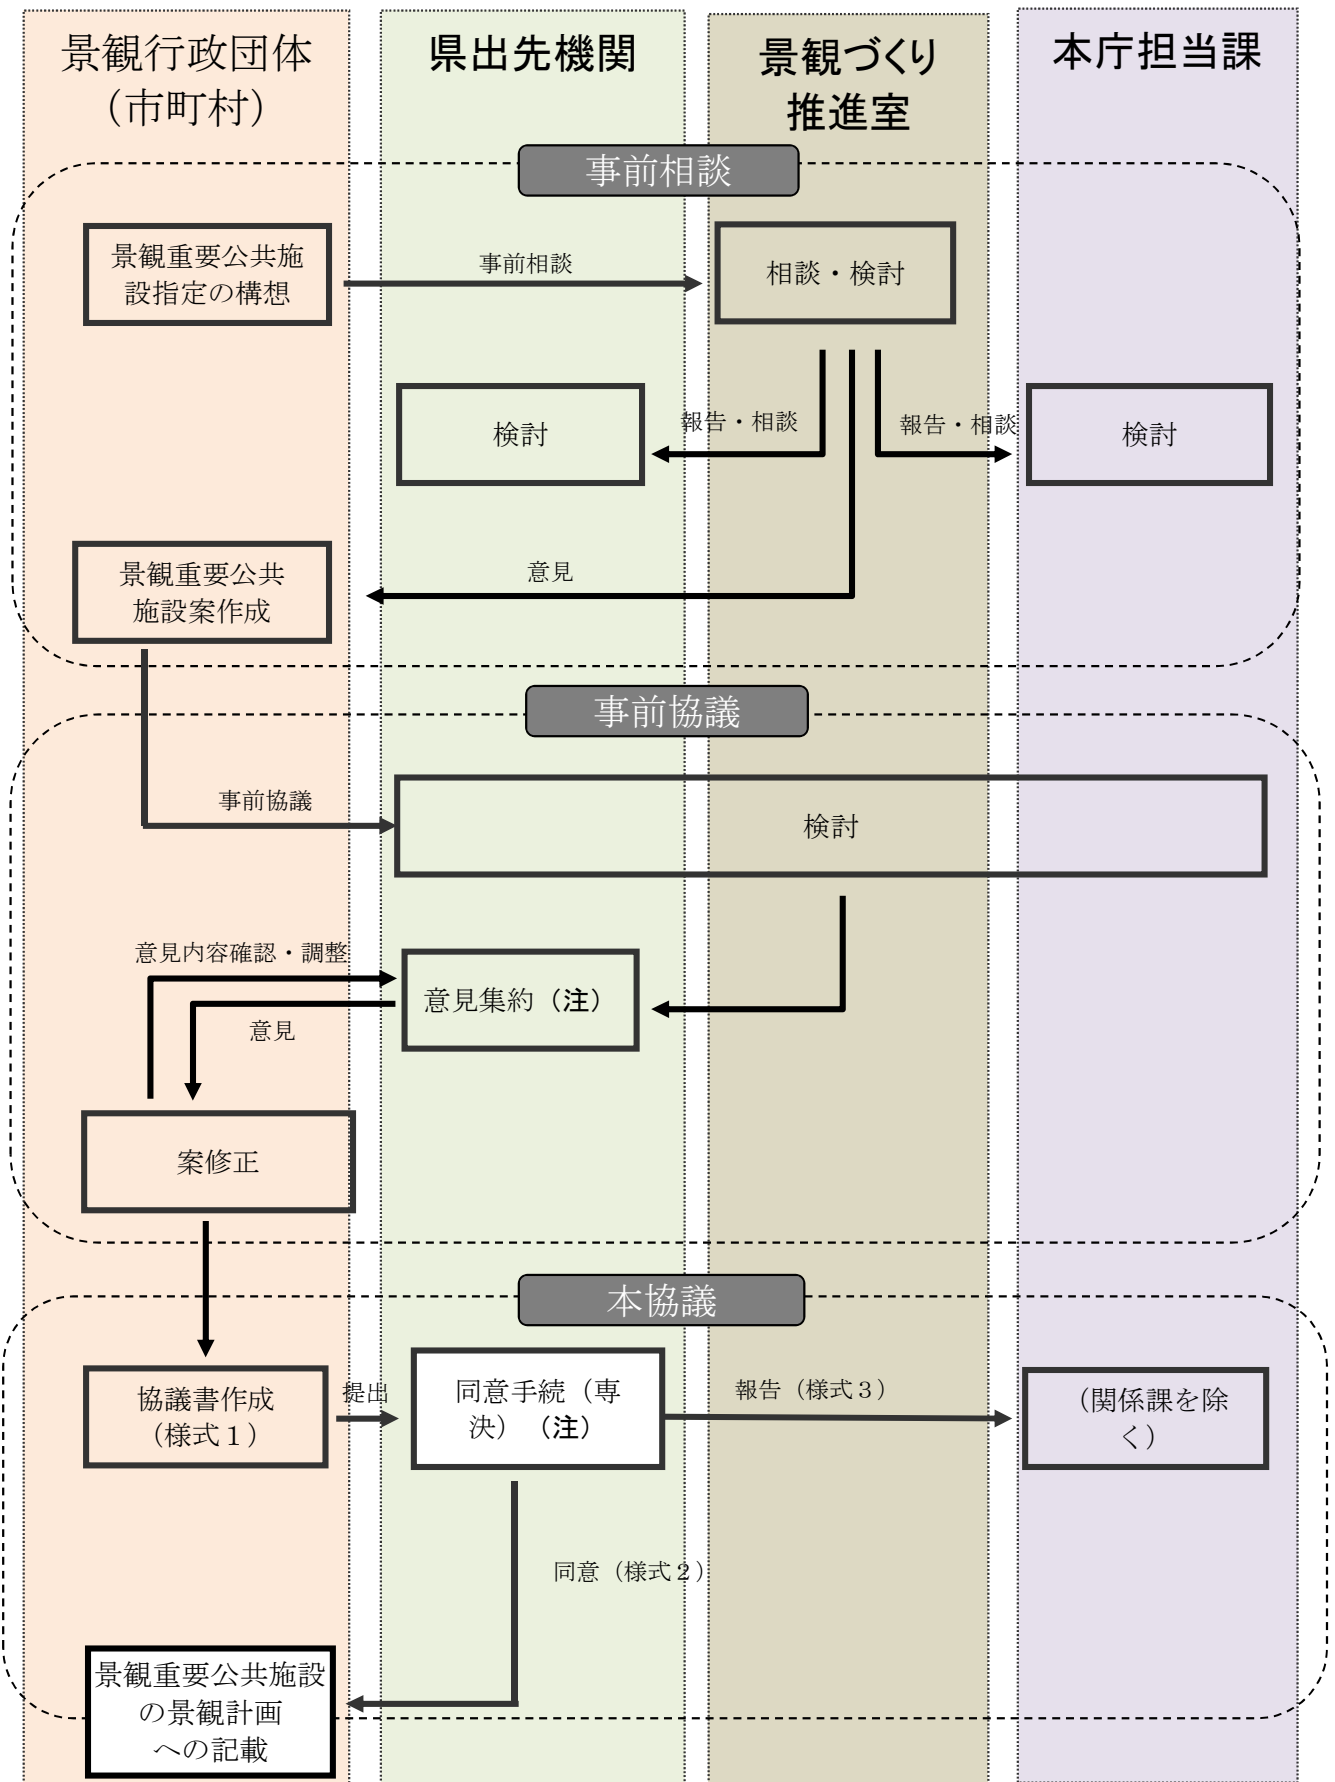 景観行政団体
（市町村）
県出先機関
景観づくり
推進室
本庁担当課
事前相談
景観重要公共施
設指定の構想
事前相談
相談・検討
検討
報告・相談
報告・相談
検討
景観重要公共
施設案作成
意見
事前協議
事前協議
検討
意見内容確認・調整
意見
意見集約（注）
案修正
本協議
協議書作成
（様式１）
提出
同意手続（専
決）（注）
報告（様式３）
（関係課を除
く）
同意（様式２）
景観重要公共施設
の景観計画
への記載